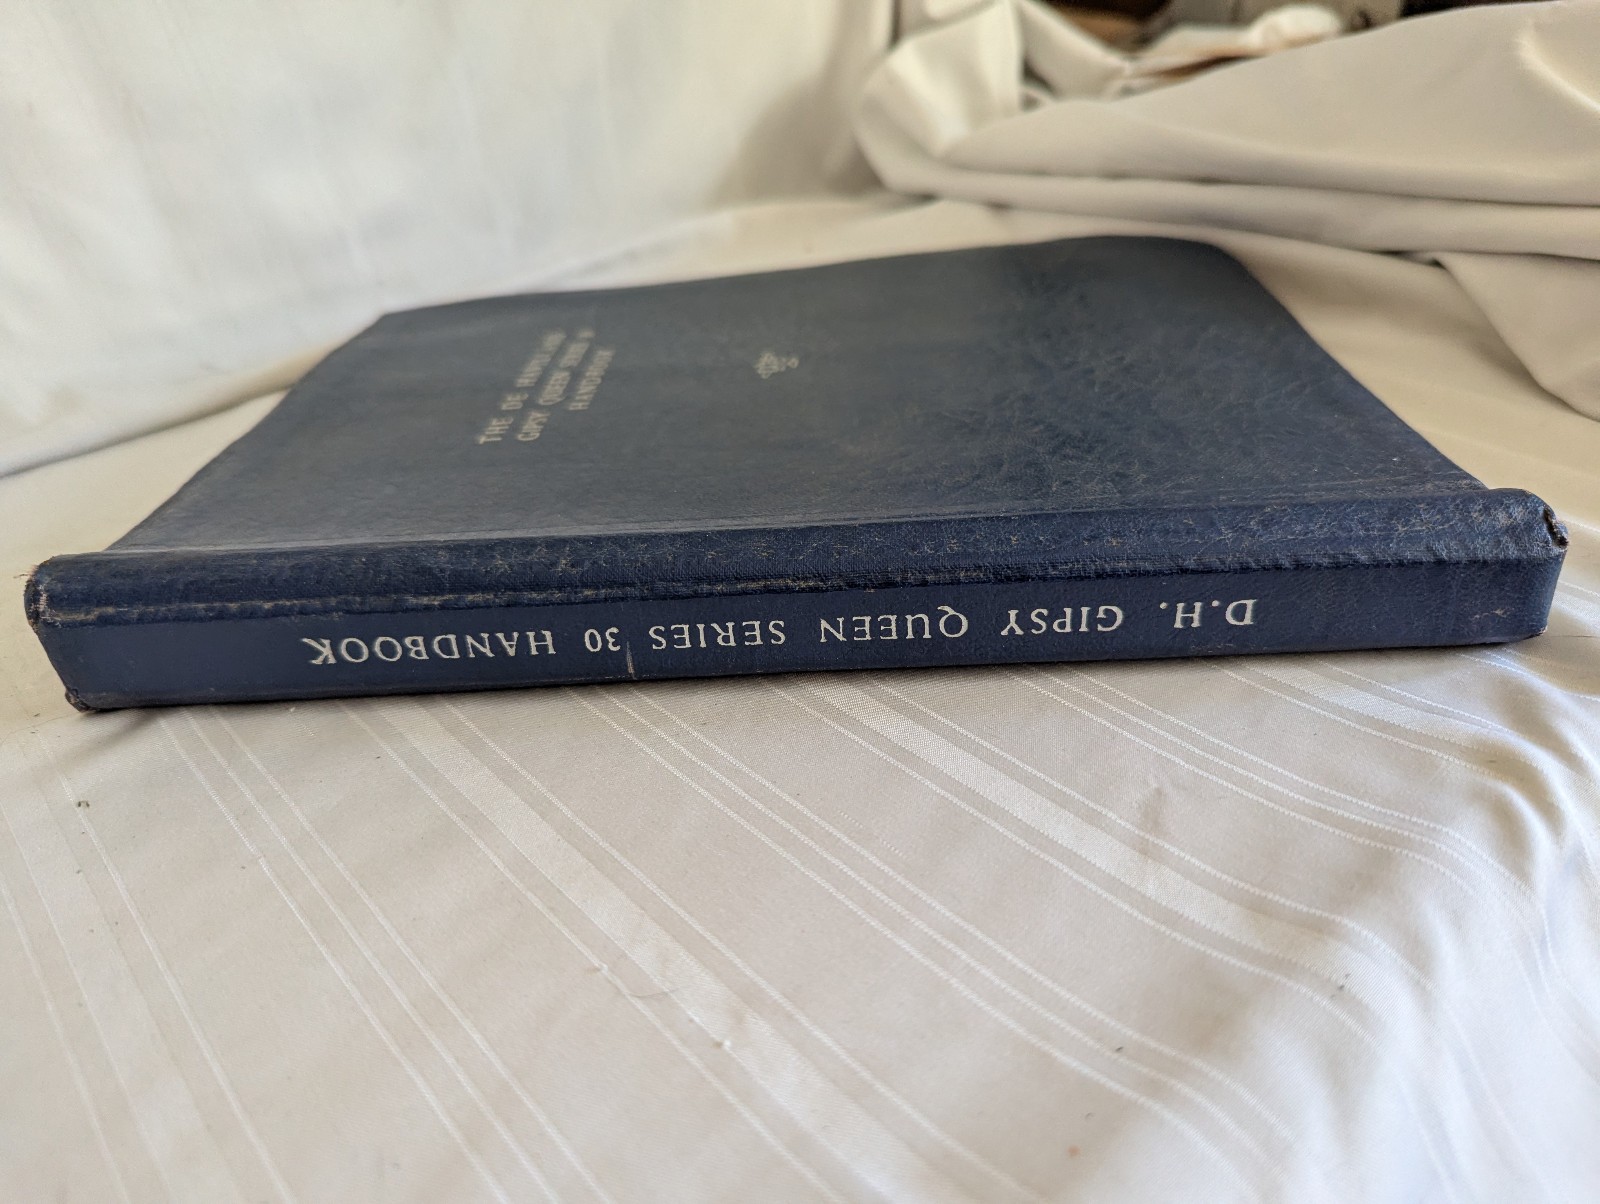 THE DE HAVILLAND
GIPSY QUEEN SERIES 30
HANDBOOK
D.H. GIPSY QUEEN SERIES 30 HANDBOOK